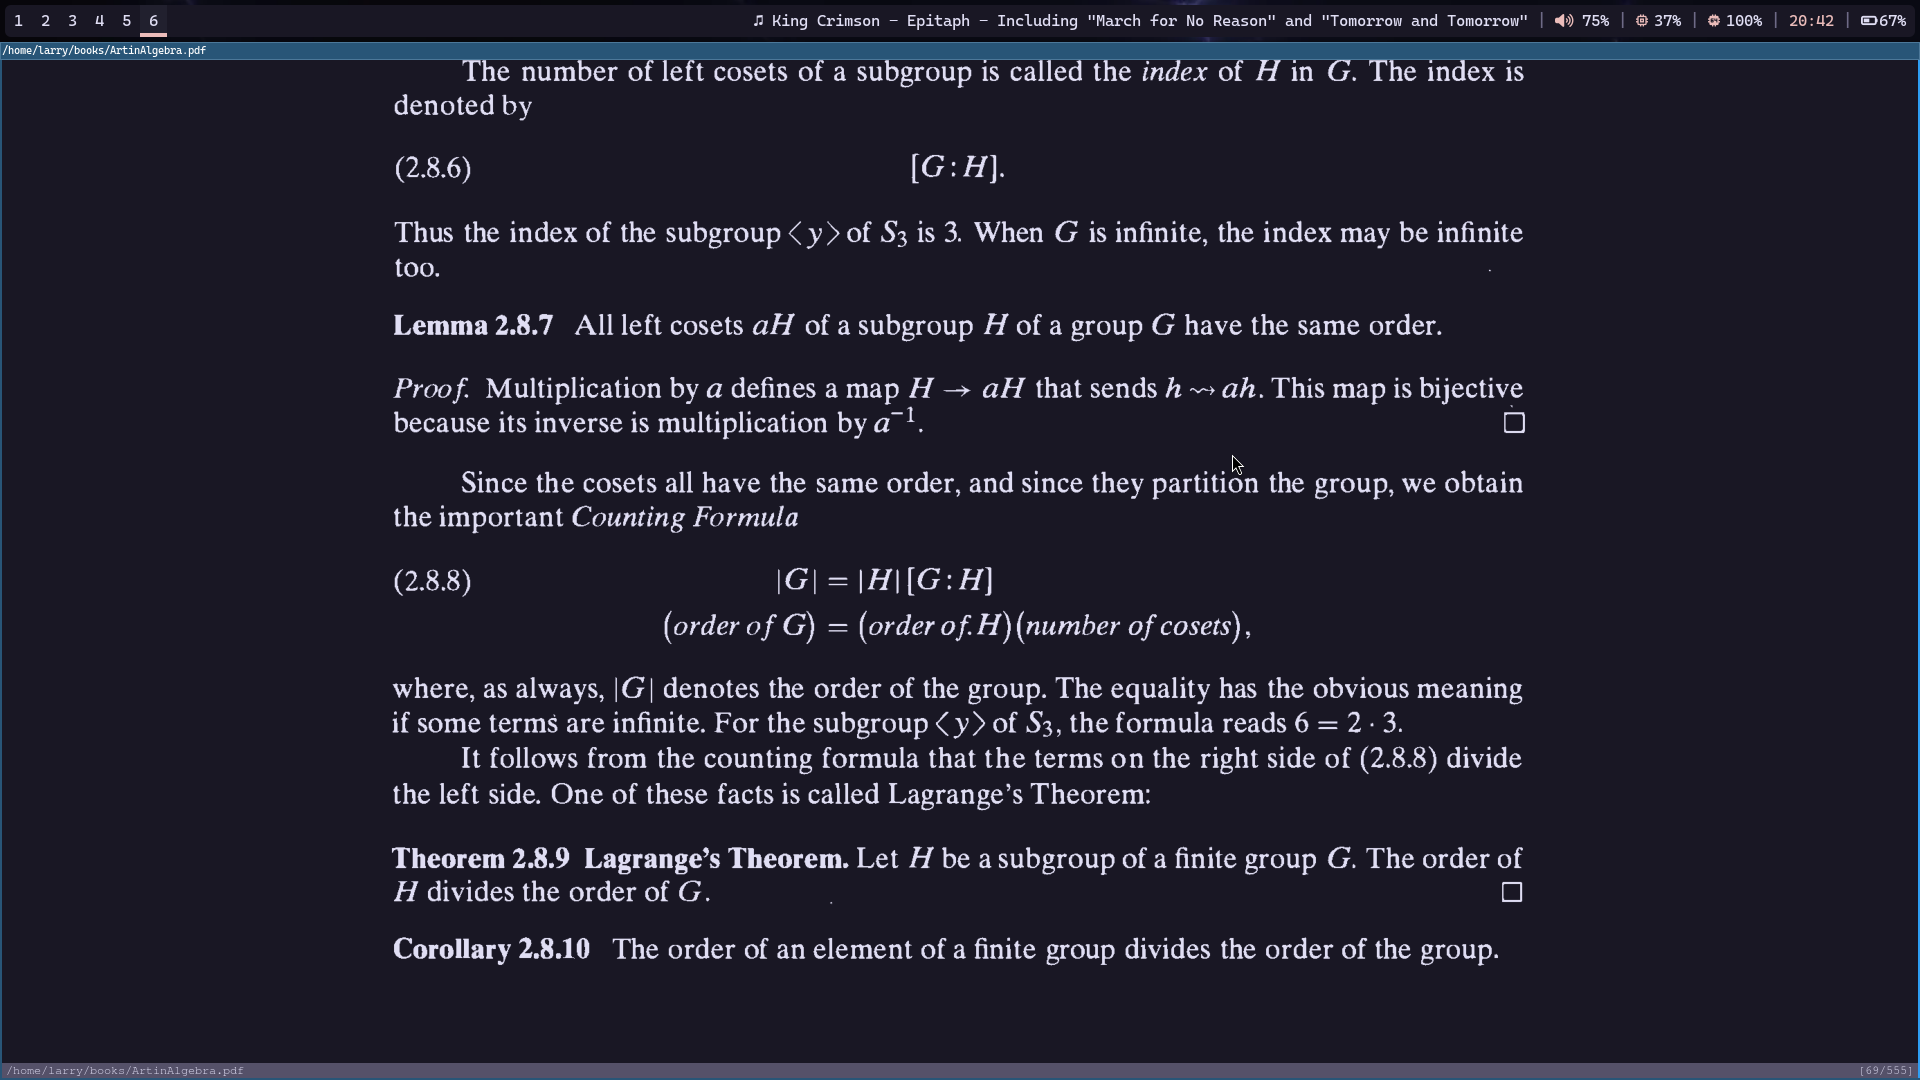 1 2 3 4 5 6 ♫ King Crimson – Epitaph – Including "March for No Reason" and "Tomorrow and Tomorrow" | 75% | 37% | 100% | 20:42 | 67%
/home/larry/books/ArtinAlgebra.pdf
The number of left cosets of a subgroup is called the index of H in G. The index is
denoted by
(2.8.6) [G : H].
Thus the index of the subgroup <y> of S₃ is 3. When G is infinite, the index may be infinite
too.
Lemma 2.8.7 All left cosets aH of a subgroup H of a group G have the same order.
Proof. Multiplication by a defines a map H → aH that sends h ⇝ ah. This map is bijective
because its inverse is multiplication by a⁻¹. □
Since the cosets all have the same order, and since they partition the group, we obtain
the important Counting Formula
(2.8.8) |G| = |H| [G : H]
(order of G) = (order of.H)(number of cosets),
where, as always, |G| denotes the order of the group. The equality has the obvious meaning
if some terms are infinite. For the subgroup <y> of S₃, the formula reads 6 = 2 · 3.
It follows from the counting formula that the terms on the right side of (2.8.8) divide
the left side. One of these facts is called Lagrange's Theorem:
Theorem 2.8.9 Lagrange's Theorem. Let H be a subgroup of a finite group G. The order of
H divides the order of G. □
Corollary 2.8.10 The order of an element of a finite group divides the order of the group.
/home/larry/books/ArtinAlgebra.pdf [69/555]